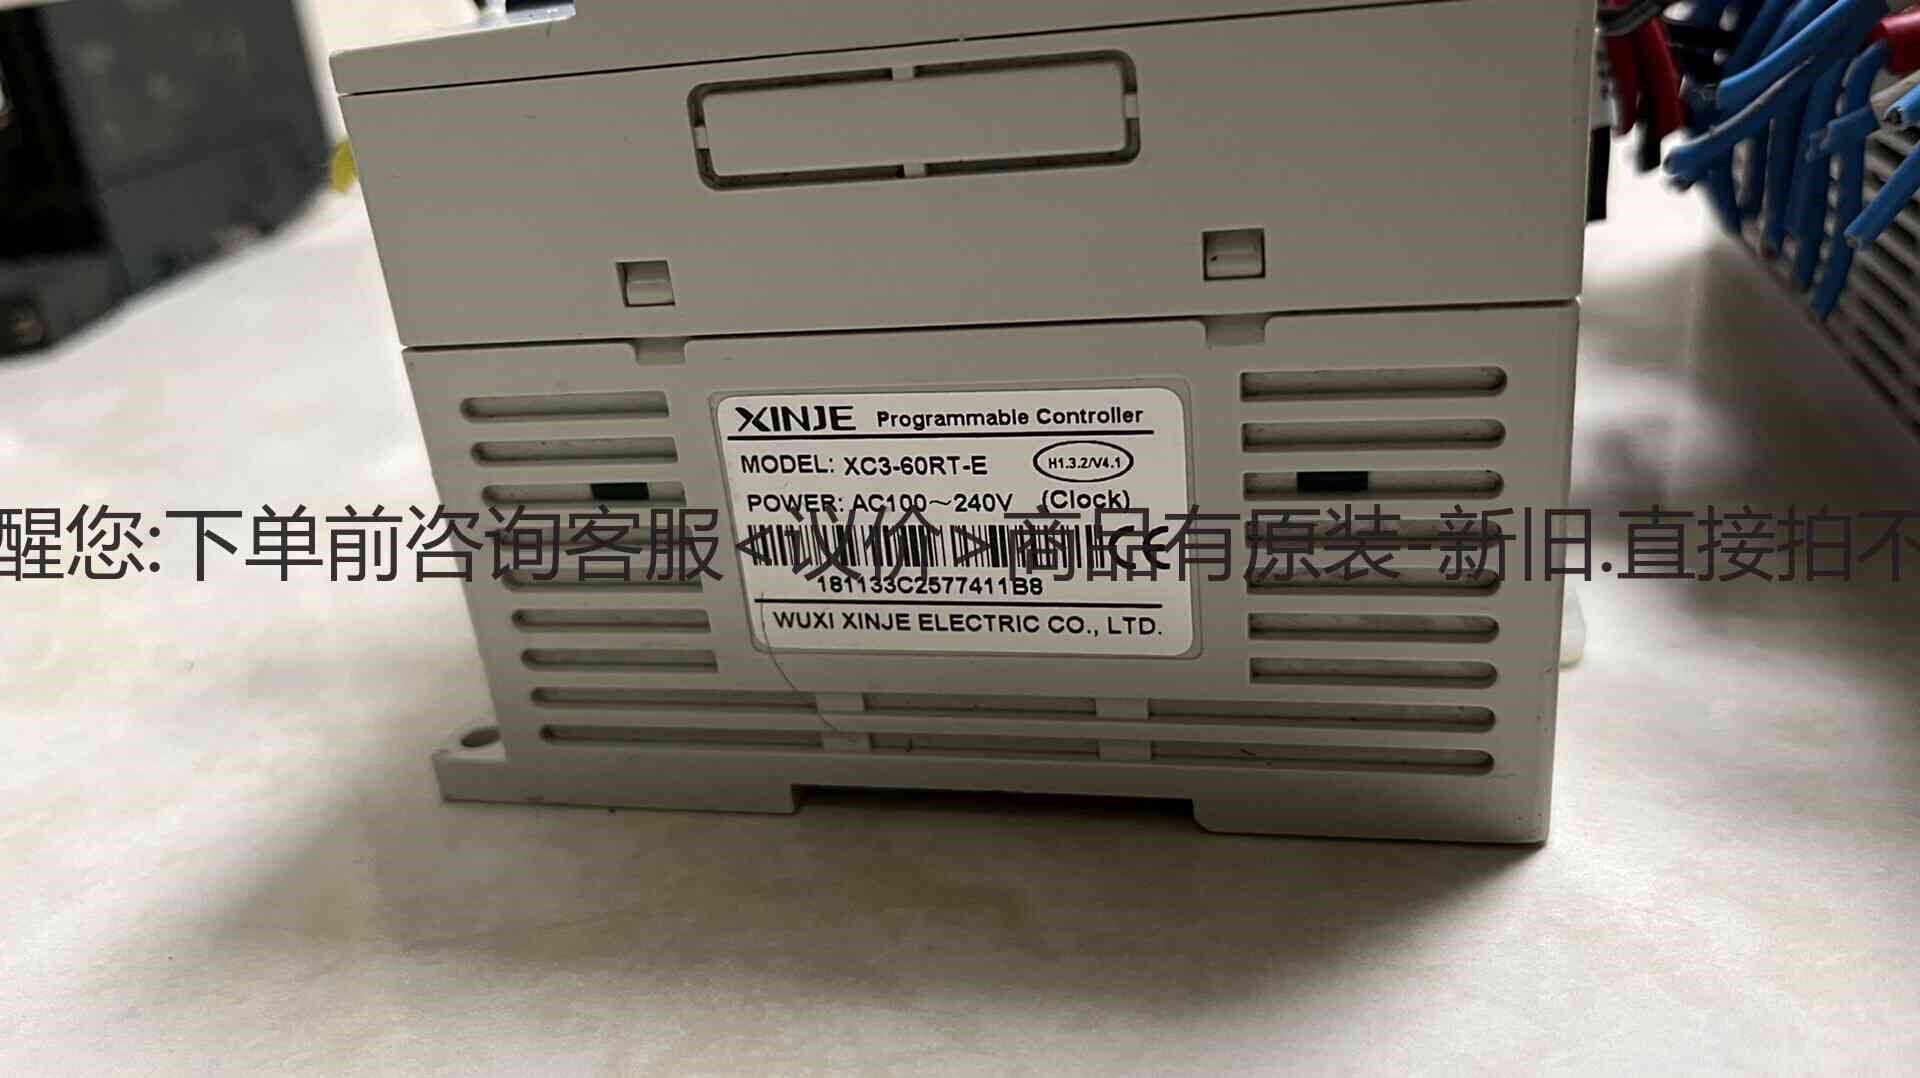 XINJE Programmable Controller
MODEL: XC3-60RT-E H1.3.2/V4.1
POWER: AC100～240V (Clock)
醒您:下单前咨询客服<议价>商品有原装-新旧.直接拍不
CE
181133C2577411B8
WUXI XINJE ELECTRIC CO., LTD.